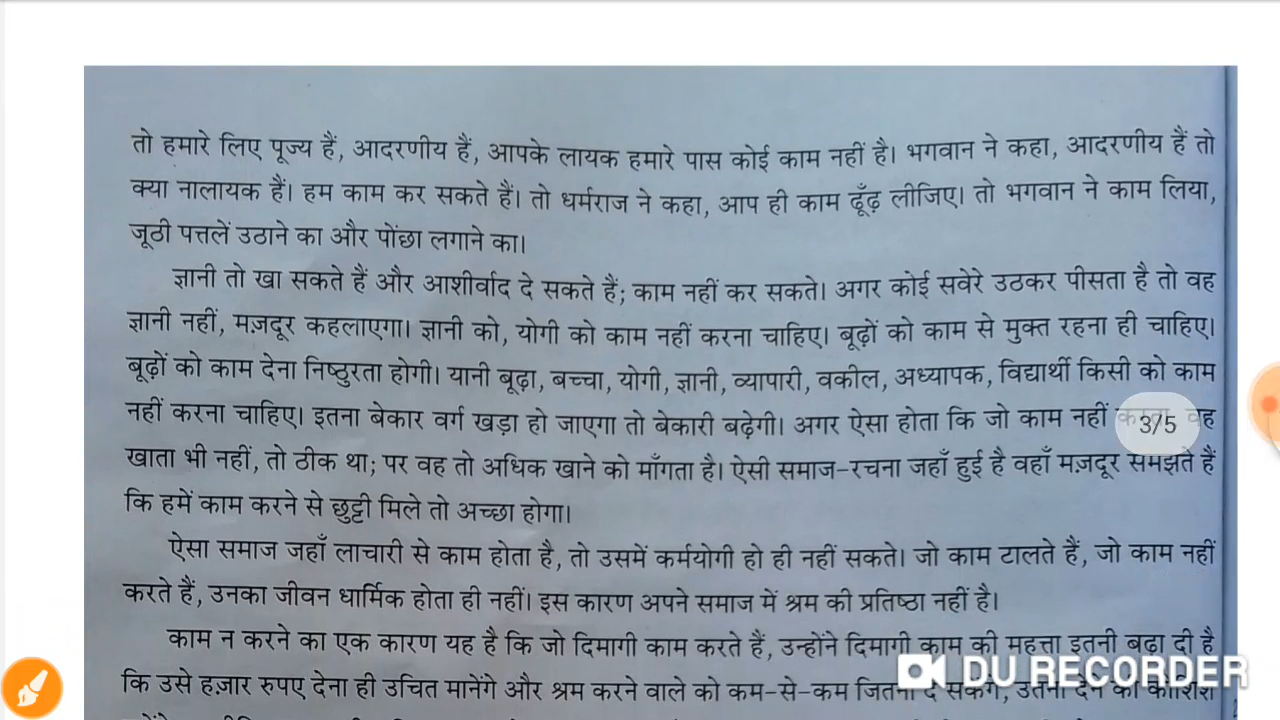 तो हमारे लिए पूज्य हैं, आदरणीय हैं, आपके लायक हमारे पास कोई काम नहीं है। भगवान ने कहा, आदरणीय हैं तो
क्या नालायक हैं। हम काम कर सकते हैं। तो धर्मराज ने कहा, आप ही काम ढूँढ़ लीजिए। तो भगवान ने काम लिया,
जूठी पत्तलें उठाने का और पोंछा लगाने का।
ज्ञानी तो खा सकते हैं और आशीर्वाद दे सकते हैं; काम नहीं कर सकते। अगर कोई सवेरे उठकर पीसता है तो वह
ज्ञानी नहीं, मज़दूर कहलाएगा। ज्ञानी को, योगी को काम नहीं करना चाहिए। बूढ़ों को काम से मुक्त रहना ही चाहिए।
बूढ़ों को काम देना निष्ठुरता होगी। यानी बूढ़ा, बच्चा, योगी, ज्ञानी, व्यापारी, वकील, अध्यापक, विद्यार्थी किसी को काम
नहीं करना चाहिए। इतना बेकार वर्ग खड़ा हो जाएगा तो बेकारी बढ़ेगी। अगर ऐसा होता कि जो काम नहीं वह
3/5
खाता भी नहीं, तो ठीक था; पर वह तो अधिक खाने को माँगता है। ऐसी समाज-रचना जहाँ हुई है वहाँ मज़दूर समझते हैं
कि हमें काम करने से छुट्टी मिले तो अच्छा होगा।
ऐसा समाज जहाँ लाचारी से काम होता है, तो उसमें कर्मयोगी हो ही नहीं सकते। जो काम टालते हैं, जो काम नहीं
करते हैं, उनका जीवन धार्मिक होता ही नहीं। इस कारण अपने समाज में श्रम की प्रतिष्ठा नहीं है।
काम न करने का एक कारण यह है कि जो दिमागी काम करते हैं, उन्होंने दिमागी काम की महत्ता इतनी बढ़ा दी है
कि उसे हज़ार रुपए देना ही उचित मानेंगे और श्रम करने वाले को कम-से-कम
DU RECORDER